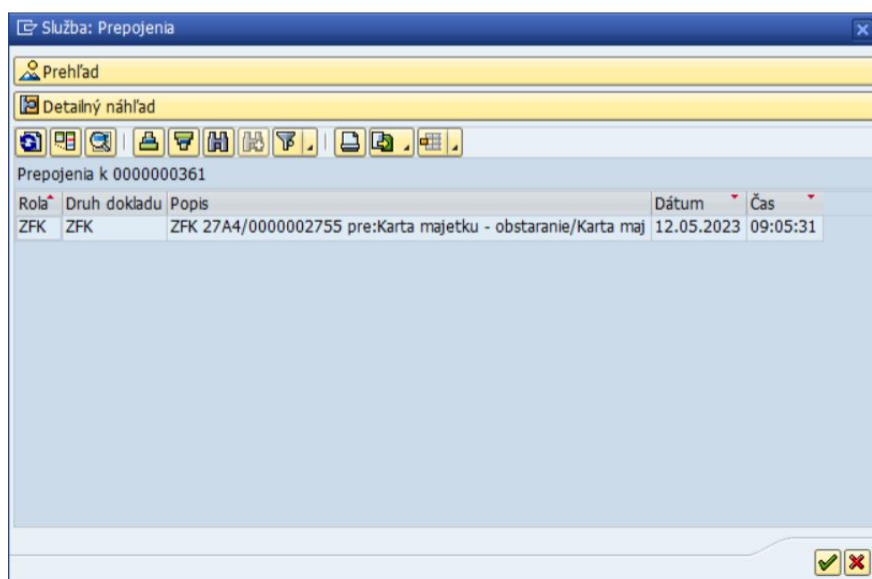 Služba: Prepojenia
Prehľad
Detailný náhľad
Prepojenia k 0000000361
Rola Druh dokladu Popis Dátum Čas
ZFK ZFK ZFK 27A4/0000002755 pre:Karta majetku - obstaranie/Karta maj 12.05.2023 09:05:31